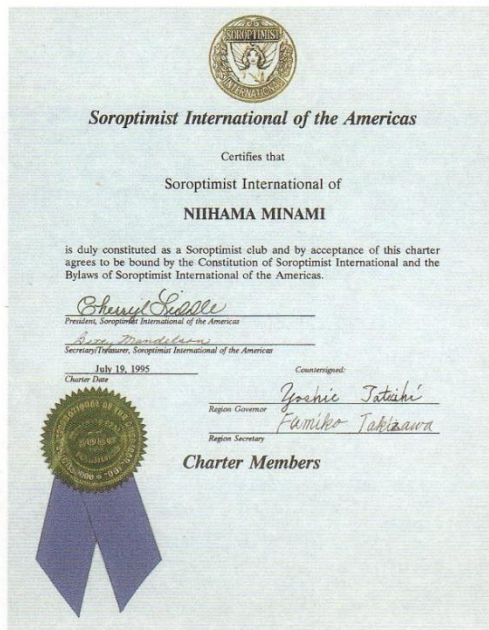 SOROPTIMIST
INTERNATIONAL
Soroptimist International of the Americas
Certifies that
Soroptimist International of
NIIHAMA MINAMI
is duly constituted as a Soroptimist club and by acceptance of this charter
agrees to be bound by the Constitution of Soroptimist International and the
Bylaws of Soroptimist International of the Americas.
Cherryl
President, Soroptimist International of the Americas
Mendelson
Secretary/Treasurer, Soroptimist International of the Americas
July 19, 1995
Charter Date
Countersigned:
Yoshie
Region Governor
Fumiko Takizawa
Region Secretary
Charter Members